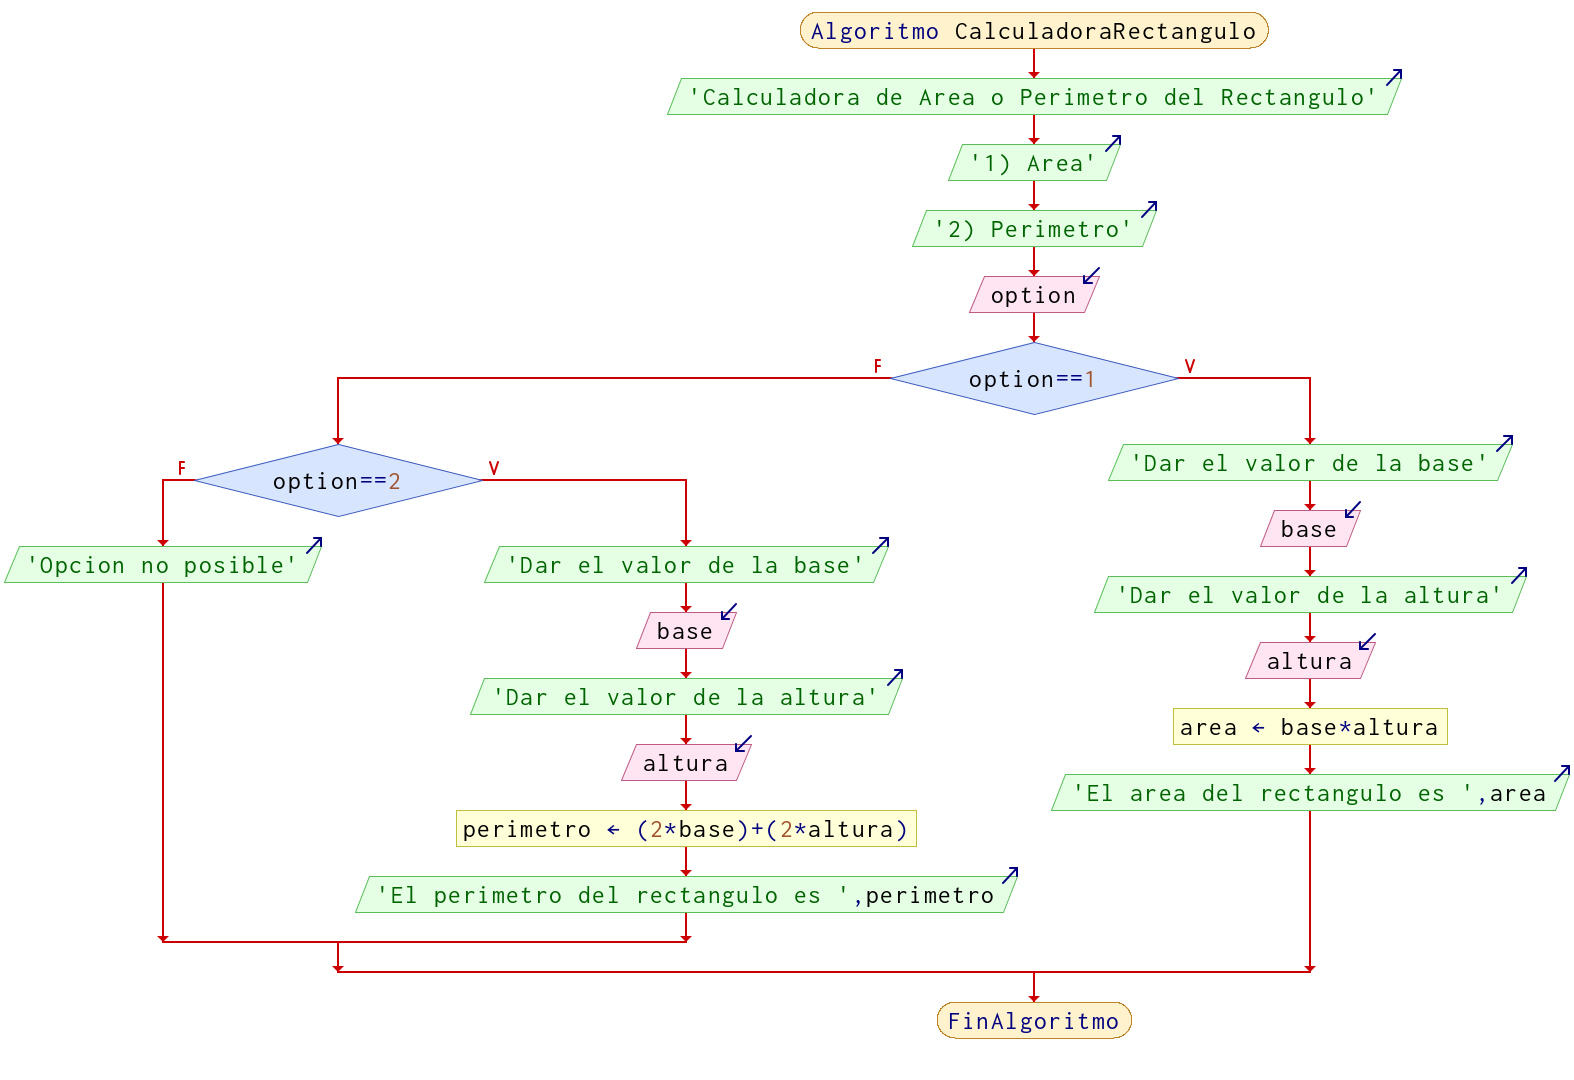 Algoritmo CalculadoraRectangulo
'Calculadora de Area o Perimetro del Rectangulo'
'1) Area'
'2) Perimetro'
option
option==1
F
V
option==2
F
V
'Opcion no posible'
'Dar el valor de la base'
base
'Dar el valor de la altura'
altura
perimetro ← (2*base)+(2*altura)
'El perimetro del rectangulo es ',perimetro
'Dar el valor de la base'
base
'Dar el valor de la altura'
altura
area ← base*altura
'El area del rectangulo es ',area
FinAlgoritmo